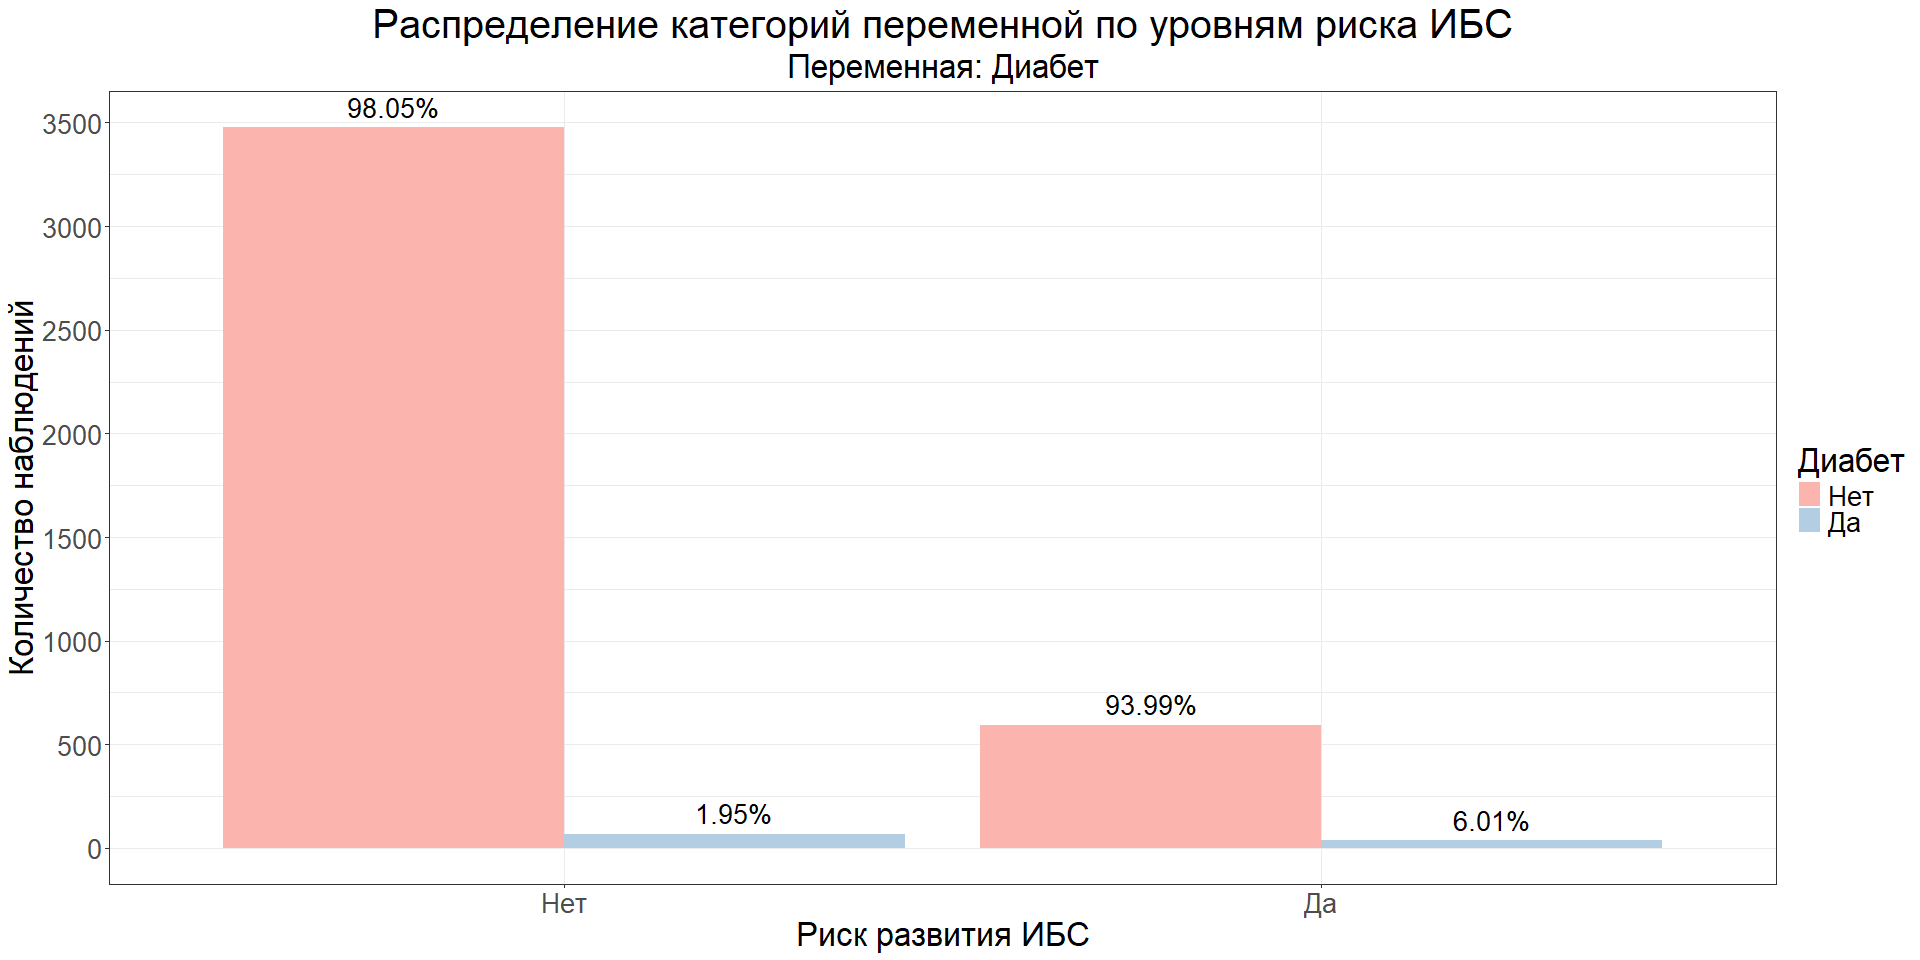 Распределение категорий переменной по уровням риска ИБС
Переменная: Диабет
Количество наблюдений
3500
3000
2500
2000
1500
1000
500
0
98.05%
1.95%
93.99%
6.01%
Нет
Да
Риск развития ИБС
Диабет
Нет
Да